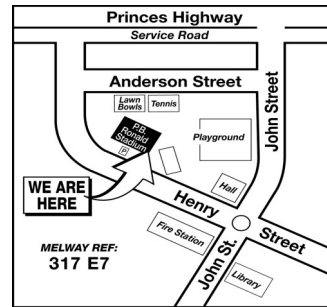 Princes Highway
Service Road
Anderson Street
Lawn
Bowls
Tennis
P.B.
Ronald
Stadium
P
Playground
John Street
WE ARE
HERE
Hall
Henry
Street
Fire Station
John St.
Library
MELWAY REF:
317 E7